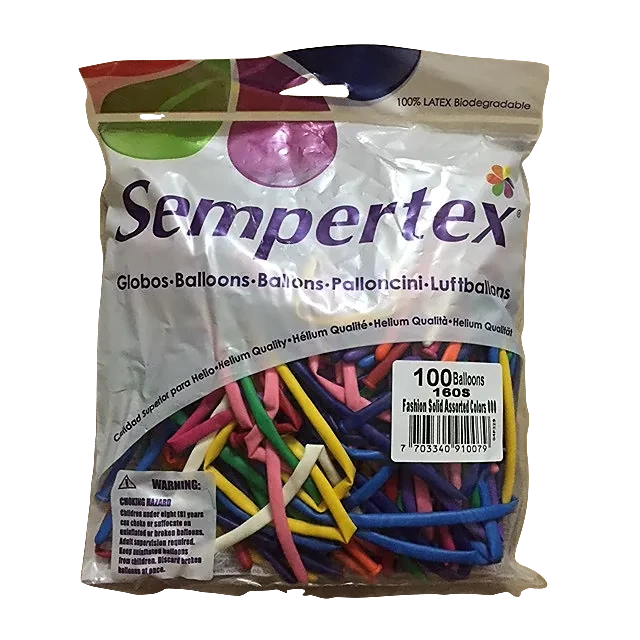 100% LATEX Biodegradable
Sempertex®
Globos•Balloons•Ballons•Palloncini•Luftballons
Calidad Superior para Helio•Helium Quality•Hélium Qualité•Helium Qualità•Helium Qualität
100 Balloons
160S
Fashion Solid Assorted Colors 000
7 703340 910079
WARNING:
CHOKING HAZARD
Children under eight (8) years
can choke or suffocate on
uninflated or broken balloons.
Adult supervision required.
Keep uninflated balloons
from children. Discard broken
balloons at once.